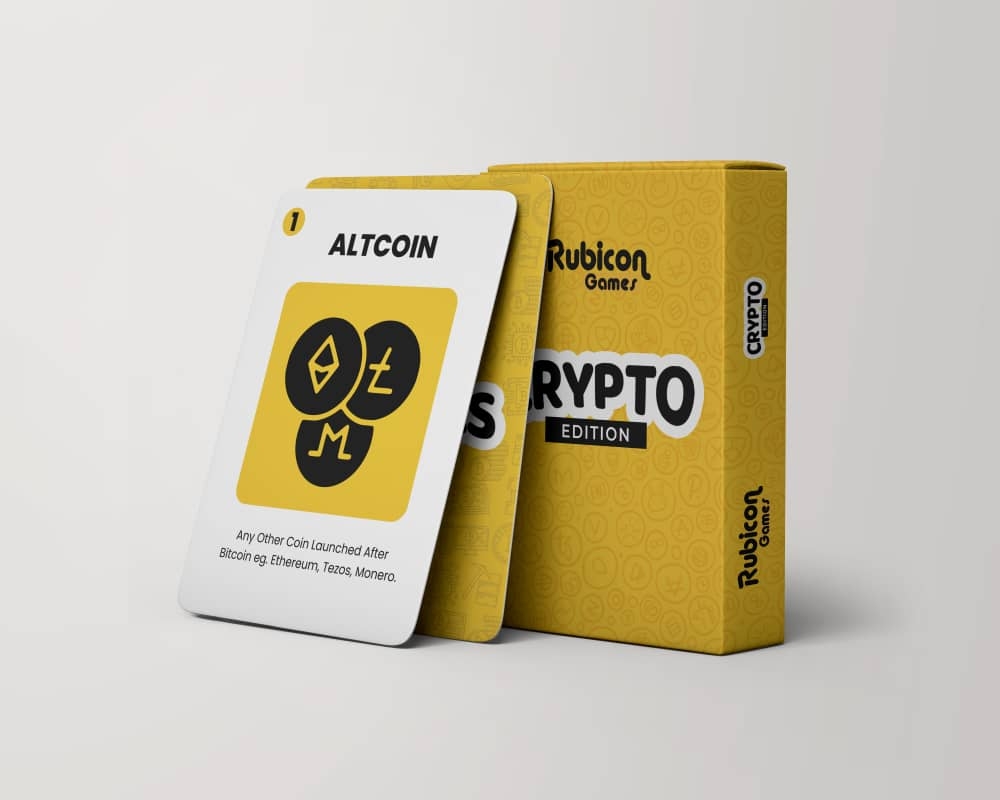 1
ALTCOIN
Any Other Coin Launched After
Bitcoin eg. Ethereum, Tezos, Monero.
S
Rubicon
Games
CRYPTO
EDITION
CRYPTO
EDITION
Rubicon
Games